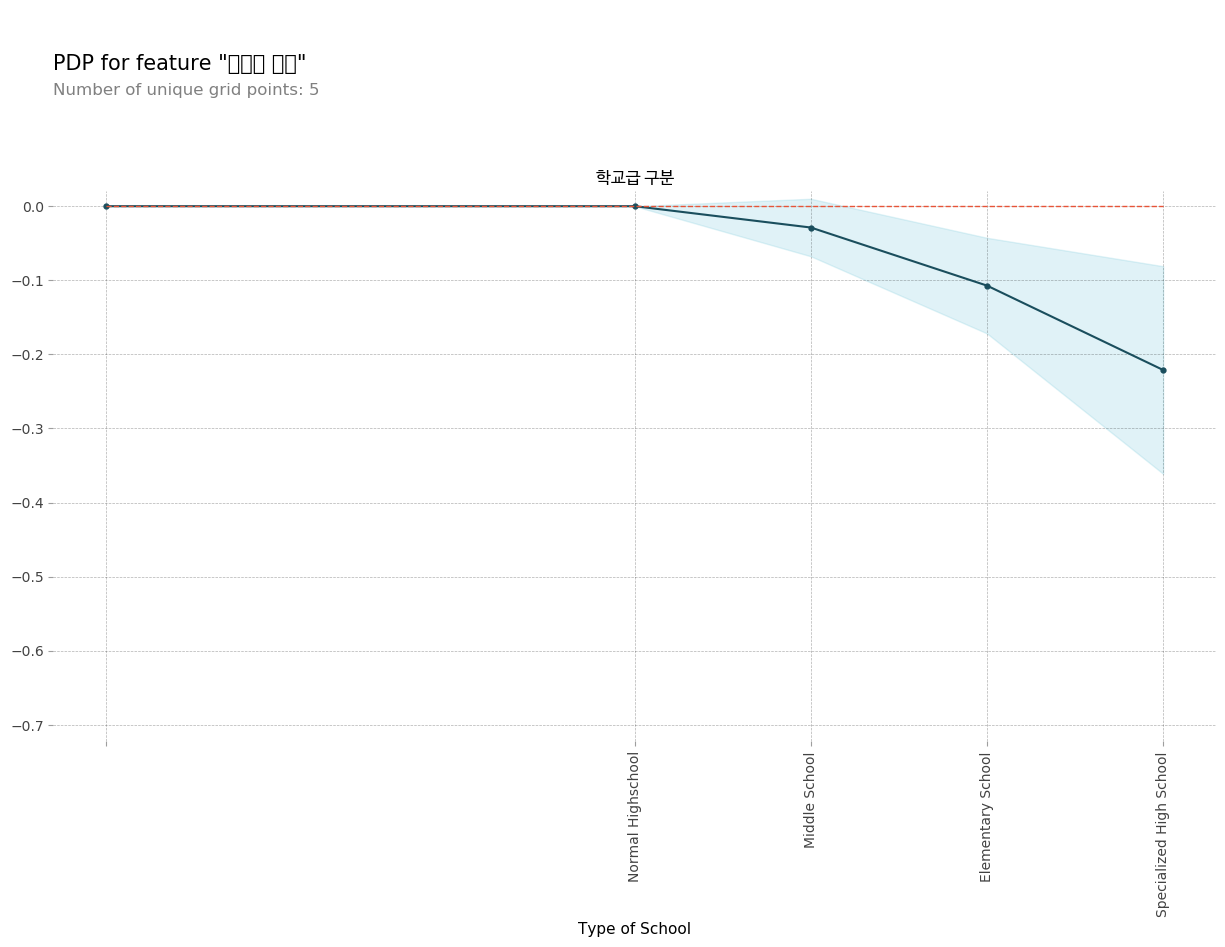 PDP for feature "□□□ □□"
Number of unique grid points: 5
학교급 구분
0.0
−0.1
−0.2
−0.3
−0.4
−0.5
−0.6
−0.7
Normal Highschool
Middle School
Elementary School
Specialized High School
Type of School